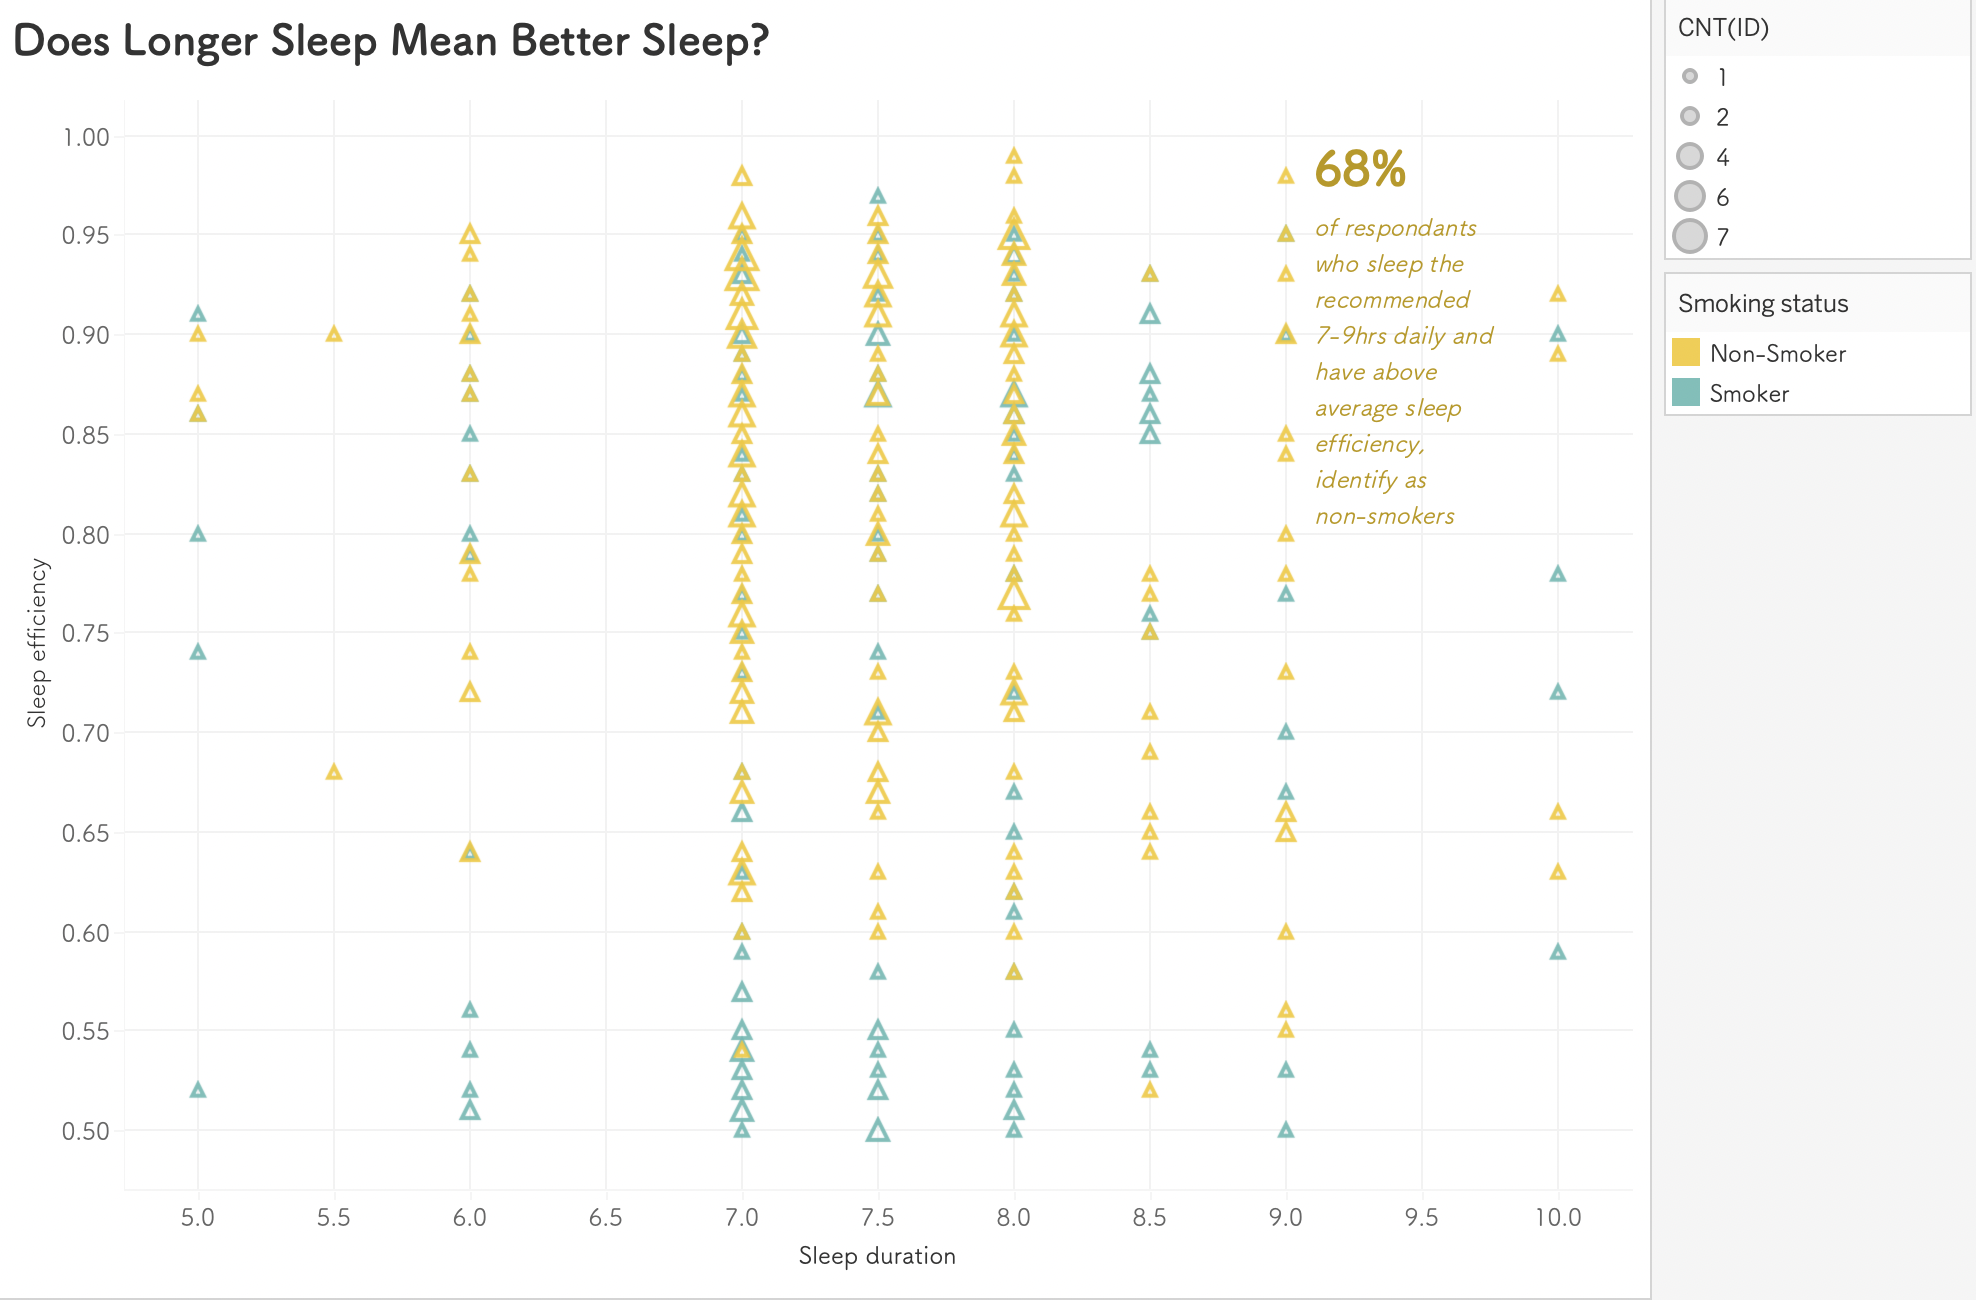 Does Longer Sleep Mean Better Sleep?
1.00
0.95
0.90
0.85
0.80
0.75
0.70
0.65
0.60
0.55
0.50
Sleep efficiency
5.0 5.5 6.0 6.5 7.0 7.5 8.0 8.5 9.0 9.5 10.0
Sleep duration
68%
of respondants
who sleep the
recommended
7-9hrs daily and
have above
average sleep
efficiency,
identify as
non-smokers
CNT(ID)
1
2
4
6
7
Smoking status
Non-Smoker
Smoker